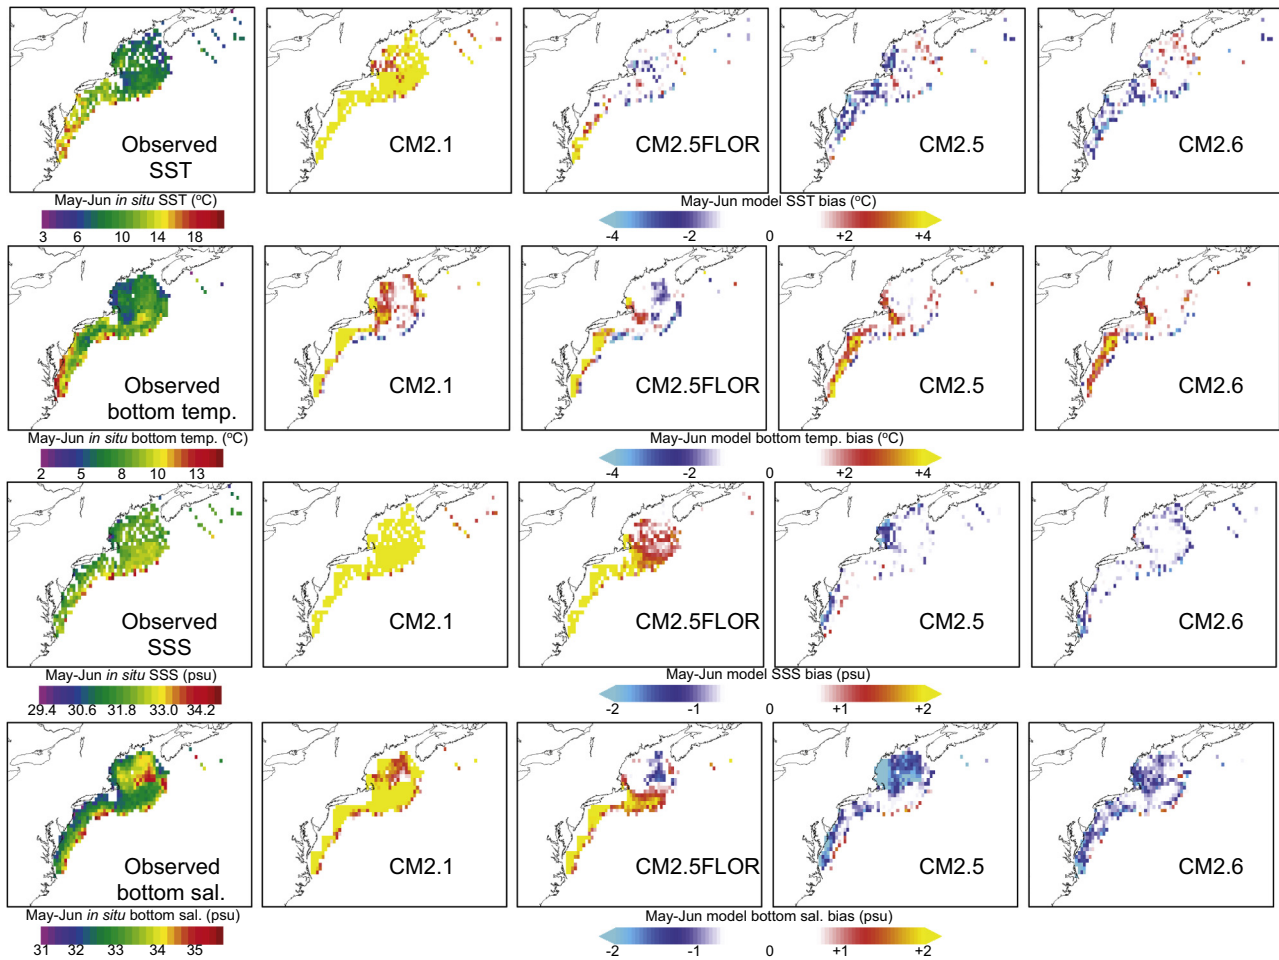 Observed
SST
CM2.1
CM2.5FLOR
CM2.5
CM2.6
May-Jun in situ SST (°C)
May-Jun model SST bias (°C)
3 6 10 14 18
-4 -2 0 +2 +4
Observed
bottom temp.
CM2.1
CM2.5FLOR
CM2.5
CM2.6
May-Jun in situ bottom temp. (°C)
May-Jun model bottom temp. bias (°C)
2 5 8 10 13
-4 -2 0 +2 +4
Observed
SSS
CM2.1
CM2.5FLOR
CM2.5
CM2.6
May-Jun in situ SSS (psu)
May-Jun model SSS bias (psu)
29.4 30.6 31.8 33.0 34.2
-2 -1 0 +1 +2
Observed
bottom sal.
CM2.1
CM2.5FLOR
CM2.5
CM2.6
May-Jun in situ bottom sal. (psu)
May-Jun model bottom sal. bias (psu)
31 32 33 34 35
-2 -1 0 +1 +2